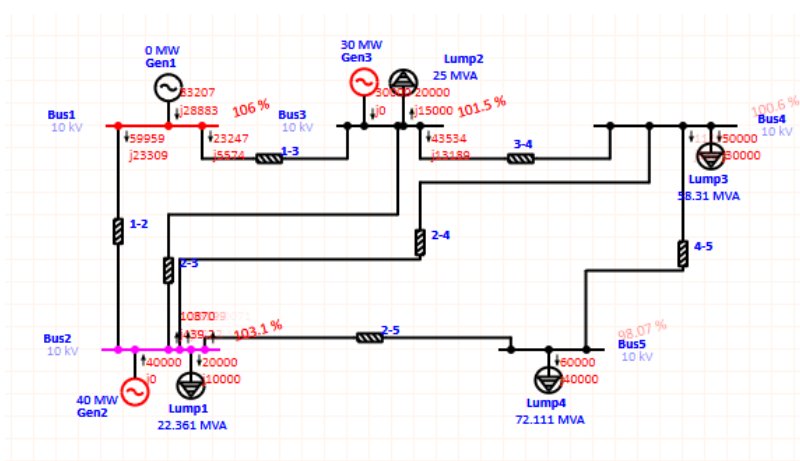 0 MW
Gen1
30 MW
Gen3
Lump2
25 MVA
83207
j28883
106 %
Bus1
10 kV
59959
j23309
23247
j5574
1-3
Bus3
10 kV
30000
j0
20000
j15000
101.5 %
43534
j13189
3-4
100.6 %
Bus4
10 kV
50000
j30000
Lump3
58.31 MVA
1-2
2-3
2-4
4-5
10870
103.1 %
2-5
98.07 %
Bus2
10 kV
40000
j0
20000
j10000
40 MW
Gen2
Lump1
22.361 MVA
60000
j40000
Bus5
10 kV
Lump4
72.111 MVA